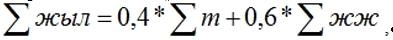 ∑жыл = 0,4 * ∑т + 0,6 * ∑жж ,